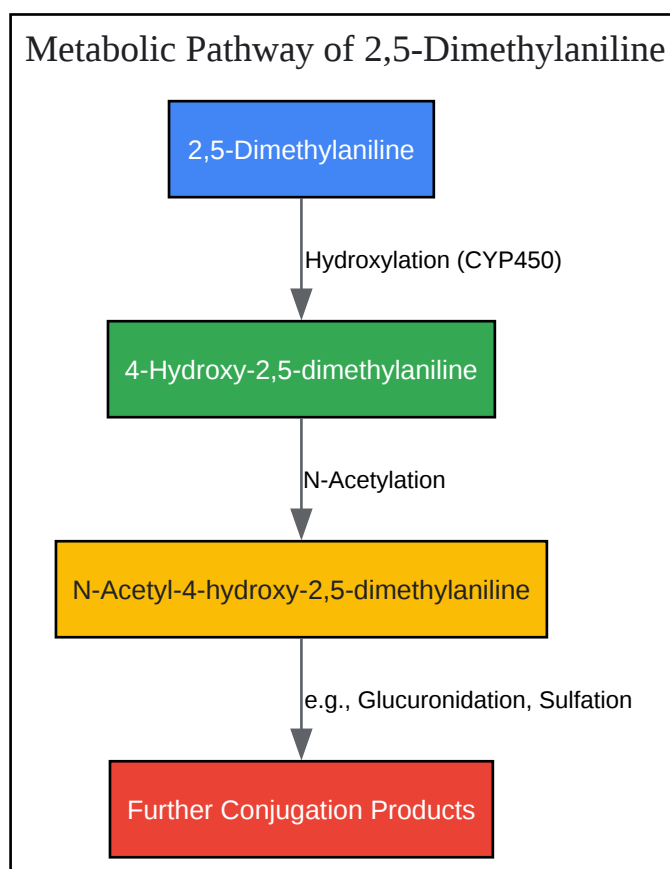 Metabolic Pathway of 2,5-Dimethylaniline
2,5-Dimethylaniline
Hydroxylation (CYP450)
4-Hydroxy-2,5-dimethylaniline
N-Acetylation
N-Acetyl-4-hydroxy-2,5-dimethylaniline
e.g., Glucuronidation, Sulfation
Further Conjugation Products